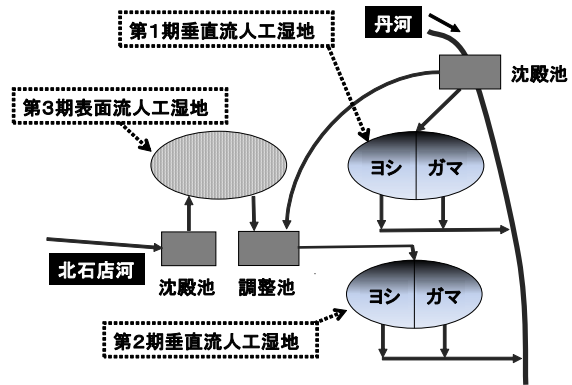 第1期垂直流人工湿地
丹河
沈殿池
第3期表面流人工湿地
ヨシ ガマ
北石店河
沈殿池 調整池
ヨシ ガマ
第2期垂直流人工湿地